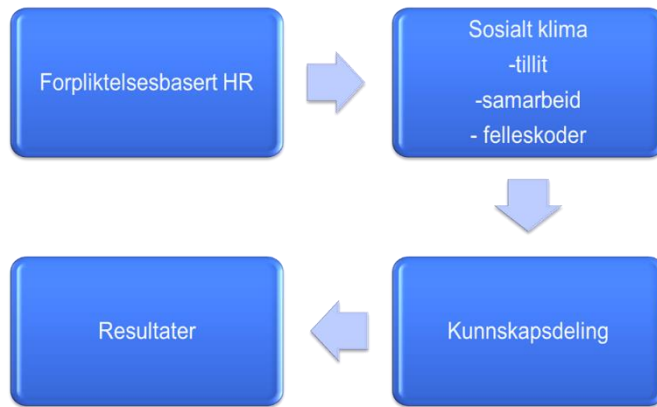 Forpliktelsesbasert HR
Sosialt klima
-tillit
-samarbeid
- felleskoder
Kunnskapsdeling
Resultater